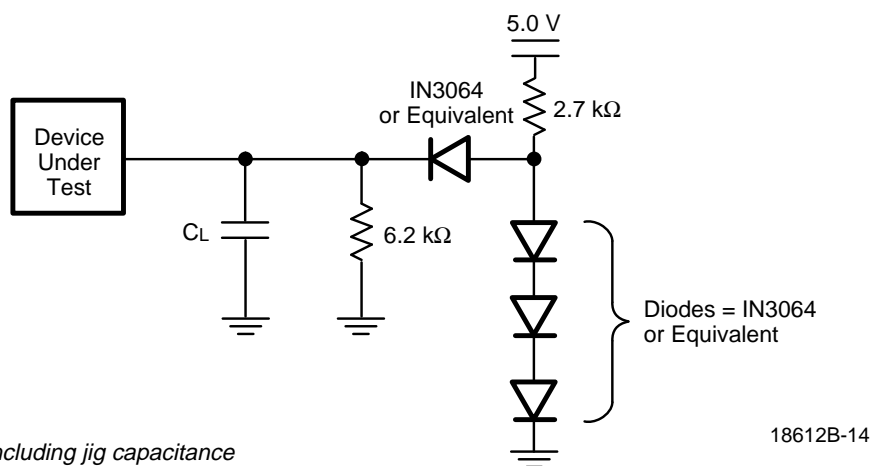 5.0 V
IN3064
or Equivalent
2.7 kΩ
Device
Under
Test
CL
6.2 kΩ
Diodes = IN3064
or Equivalent
18612B-14
ncluding jig capacitance